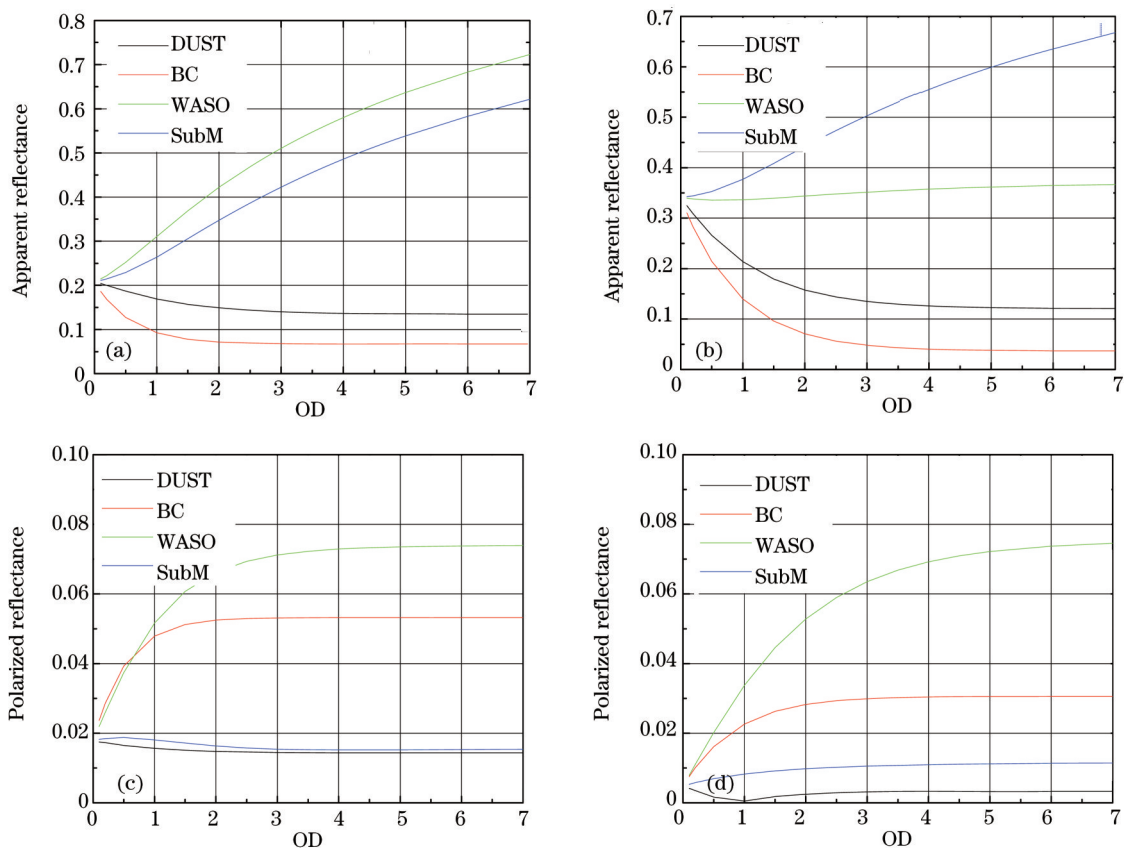 0.8
0.7
0.6
0.5
0.4
0.3
0.2
0.1
0
Apparent reflectance
DUST
BC
WASO
SubM
(a)
0 1 2 3 4 5 6 7
OD
0.7
0.6
0.5
0.4
0.3
0.2
0.1
0
Apparent reflectance
DUST
BC
WASO
SubM
(b)
0 1 2 3 4 5 6 7
OD
0.10
0.08
0.06
0.04
0.02
0
Polarized reflectance
DUST
BC
WASO
SubM
(c)
0 1 2 3 4 5 6 7
OD
0.10
0.08
0.06
0.04
0.02
0
Polarized reflectance
DUST
BC
WASO
SubM
(d)
0 1 2 3 4 5 6 7
OD